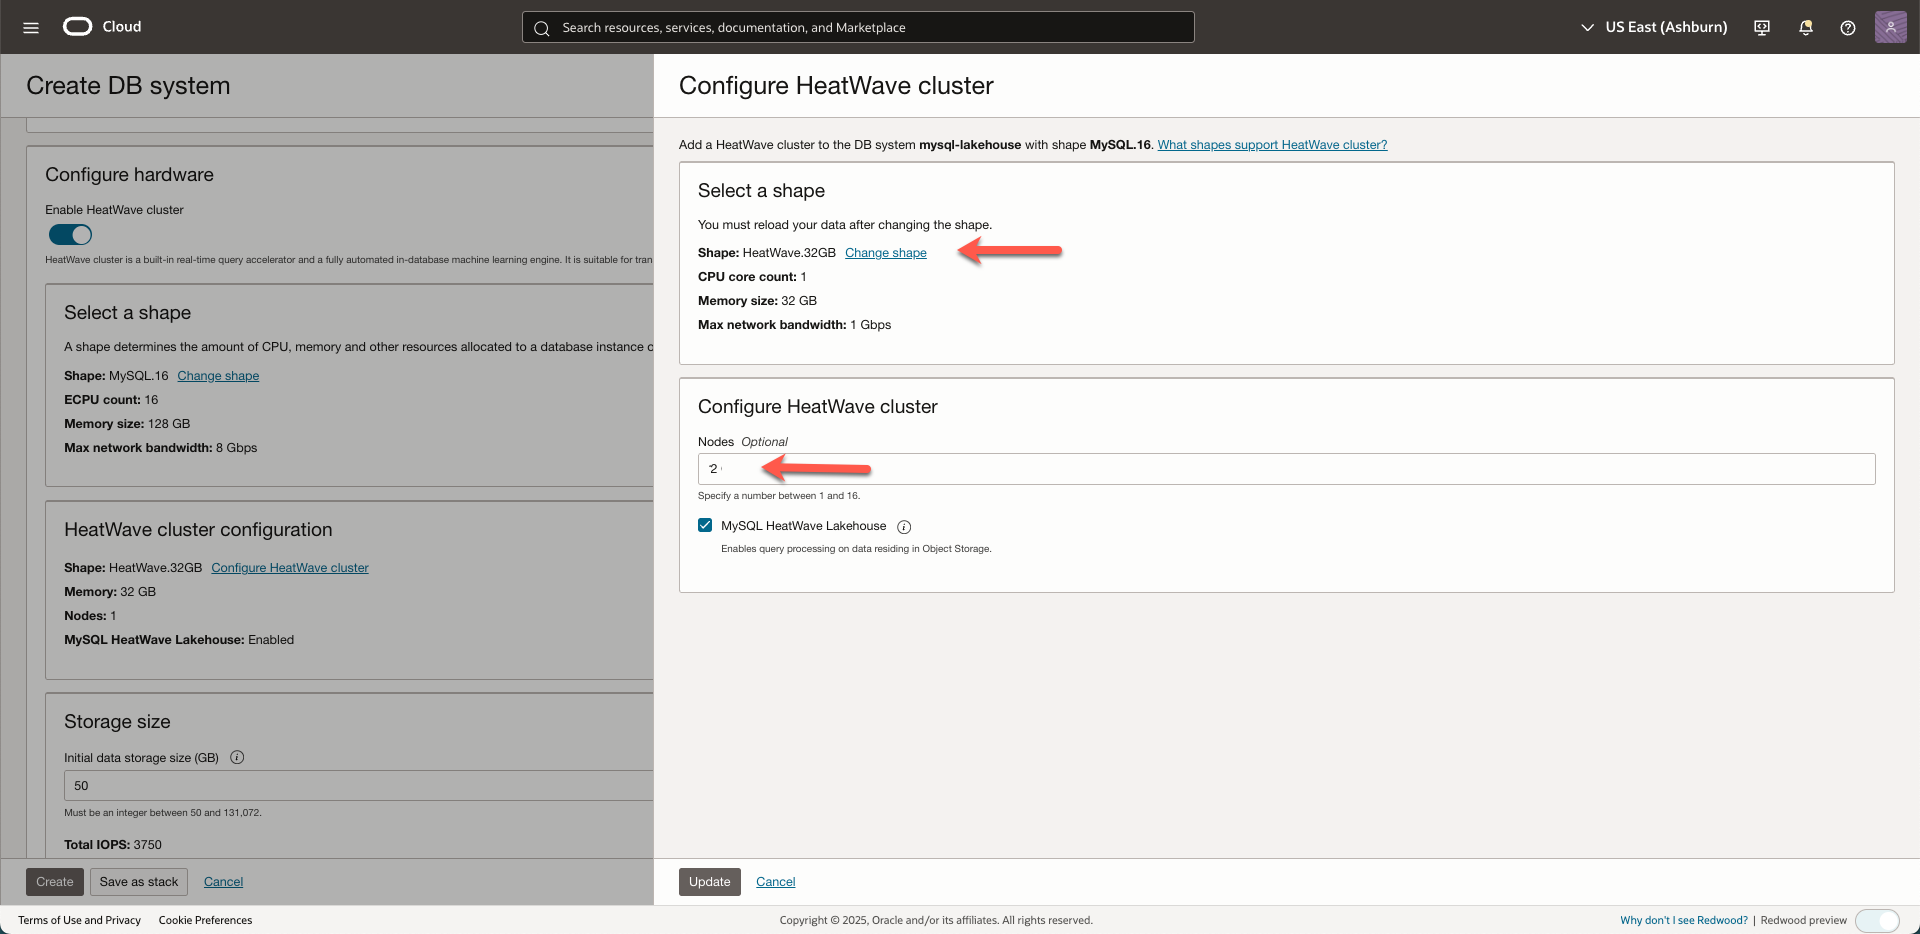 Cloud
Search resources, services, documentation, and Marketplace
US East (Ashburn)
Create DB system
Configure hardware
Enable HeatWave cluster
HeatWave cluster is a built-in real-time query accelerator and a fully automated in-database machine learning engine. It is suitable for tran
Select a shape
A shape determines the amount of CPU, memory and other resources allocated to a database instance o
Shape: MySQL.16 Change shape
ECPU count: 16
Memory size: 128 GB
Max network bandwidth: 8 Gbps
HeatWave cluster configuration
Shape: HeatWave.32GB Configure HeatWave cluster
Memory: 32 GB
Nodes: 1
MySQL HeatWave Lakehouse: Enabled
Storage size
Initial data storage size (GB)
50
Must be an integer between 50 and 131,072.
Total IOPS: 3750
Create Save as stack Cancel
Configure HeatWave cluster
Add a HeatWave cluster to the DB system mysql-lakehouse with shape MySQL.16. What shapes support HeatWave cluster?
Select a shape
You must reload your data after changing the shape.
Shape: HeatWave.32GB Change shape
CPU core count: 1
Memory size: 32 GB
Max network bandwidth: 1 Gbps
Configure HeatWave cluster
Nodes Optional
2
Specify a number between 1 and 16.
MySQL HeatWave Lakehouse
Enables query processing on data residing in Object Storage.
Update Cancel
Terms of Use and Privacy Cookie Preferences
Copyright © 2025, Oracle and/or its affiliates. All rights reserved.
Why don't I see Redwood? | Redwood preview